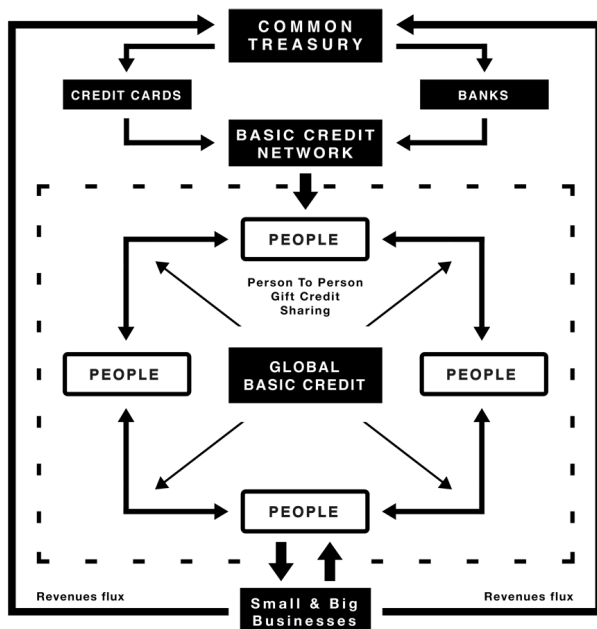 COMMON
TREASURY
CREDIT CARDS
BANKS
BASIC CREDIT
NETWORK
PEOPLE
Person To Person
Gift Credit
Sharing
PEOPLE
GLOBAL
BASIC CREDIT
PEOPLE
PEOPLE
Revenues flux
Small & Big
Businesses
Revenues flux